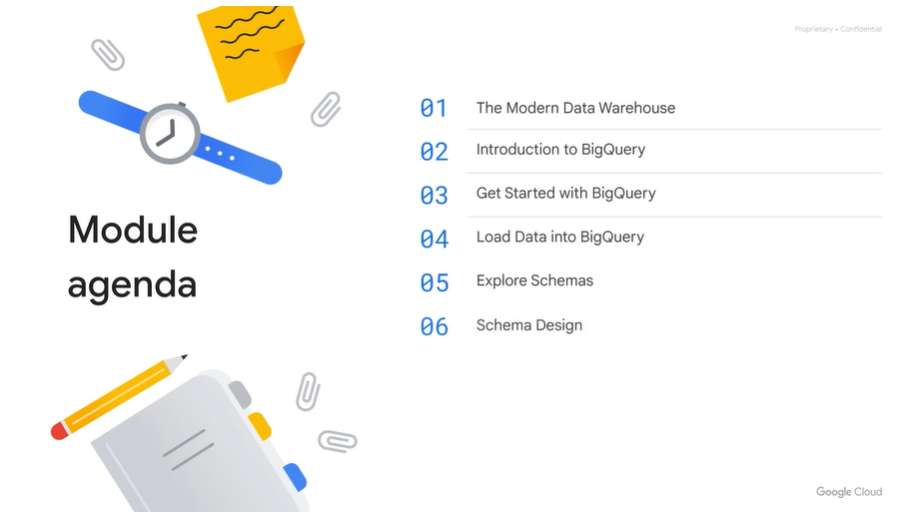 Proprietary + Confidential
Module
agenda
01 The Modern Data Warehouse
02 Introduction to BigQuery
03 Get Started with BigQuery
04 Load Data into BigQuery
05 Explore Schemas
06 Schema Design
Google Cloud